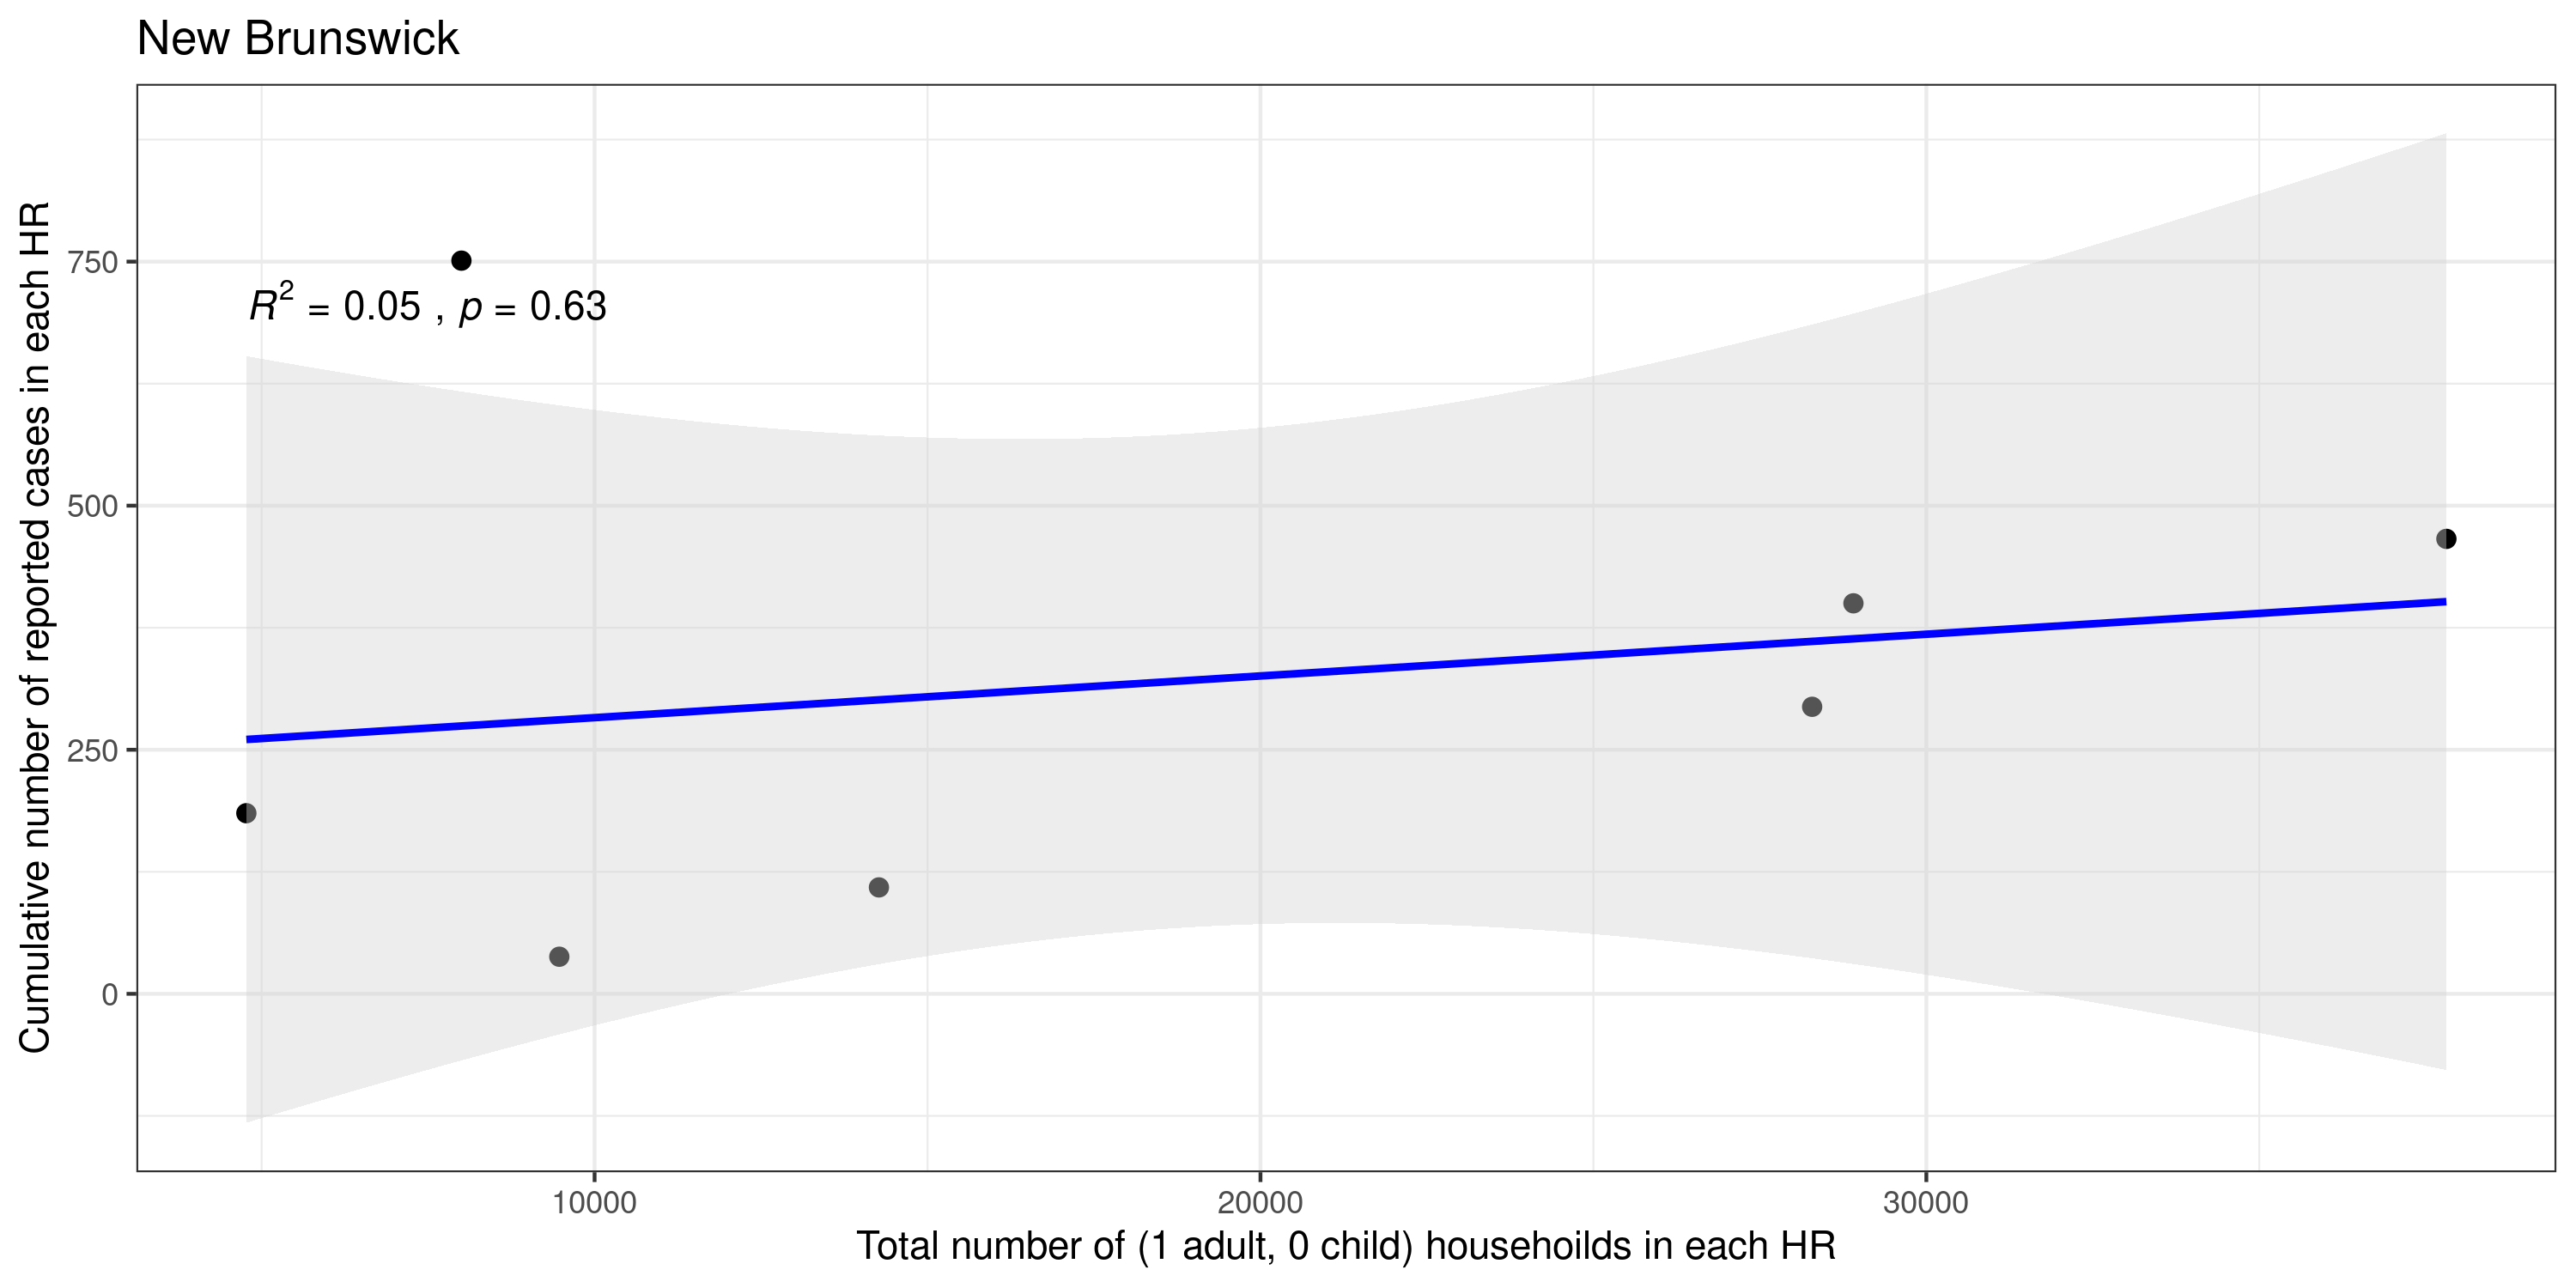 New Brunswick
Cumulative number of reported cases in each HR
750
500
250
0
R² = 0.05 , p = 0.63
10000
20000
30000
Total number of (1 adult, 0 child) househoilds in each HR